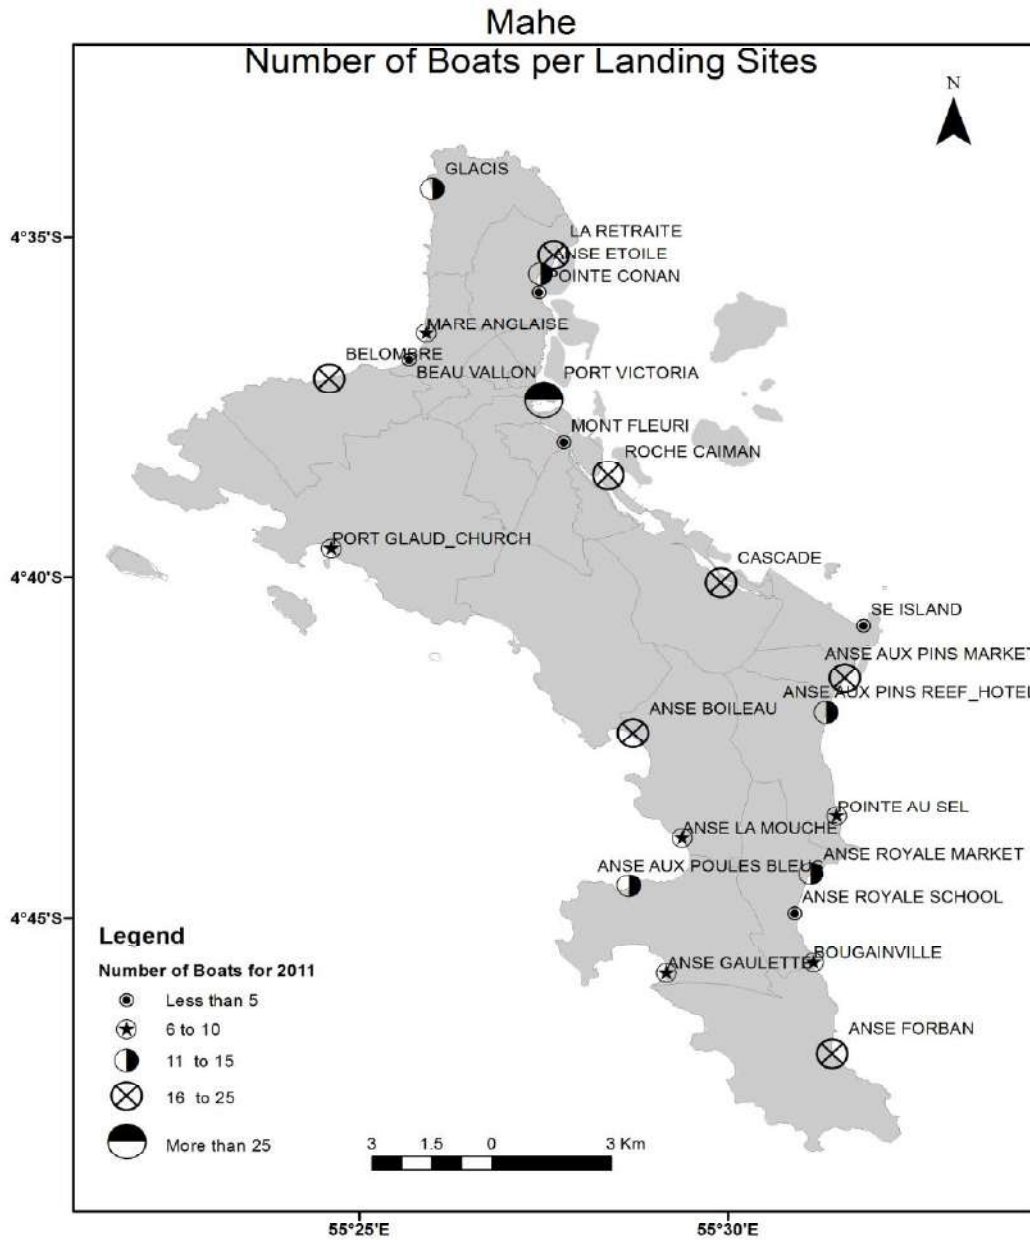 Mahe
Number of Boats per Landing Sites
N
GLACIS
4°35'S
LA RETRAITE
ANSE ETOILE
POINTE CONAN
MARE ANGLAISE
BELOMBRE
BEAU VALLON
PORT VICTORIA
MONT FLEURI
ROCHE CAIMAN
PORT GLAUD_CHURCH
CASCADE
4°40'S
SE ISLAND
ANSE AUX PINS MARKET
ANSE AUX PINS REEF_HOTEL
ANSE BOILEAU
POINTE AU SEL
ANSE LA MOUCHE
ANSE ROYALE MARKET
ANSE AUX POULES BLEUS
ANSE ROYALE SCHOOL
4°45'S
BOUGAINVILLE
ANSE GAULETTE
ANSE FORBAN
Legend
Number of Boats for 2011
Less than 5
6 to 10
11 to 15
16 to 25
More than 25
3 1.5 0 3 Km
55°25'E 55°30'E